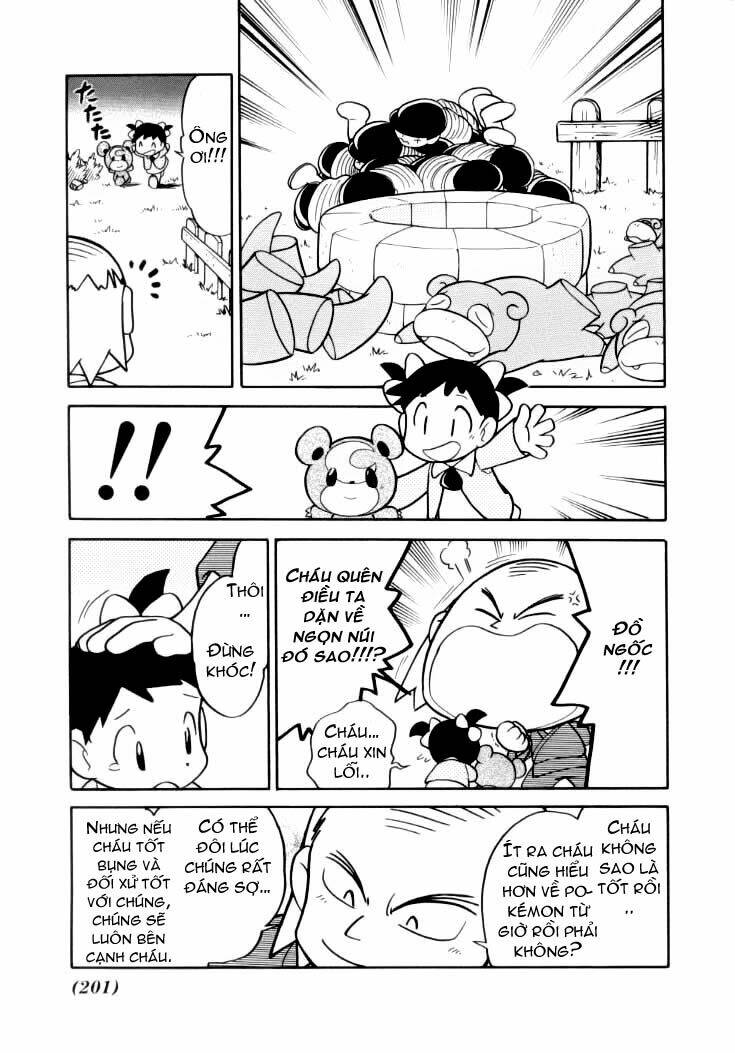 ÔNG
ƠI!!!
たたたた
!!
ĐỒ
NGỐC
!!!
CHÁU QUÊN
ĐIỀU TA
DẶN VỀ
NGỌN NÚI
ĐÓ SAO!!!?
CHÁU...
CHÁU XIN
LỖI..
THÔI
...
ĐỪNG
KHÓC!
CHÁU
KHÔNG
SAO LÀ
TỐT RỒI
..
ÍT RA CHÁU
CŨNG HIỂU
HƠN VỀ PO-
KÉMON TỪ
GIỜ RỒI PHẢI
KHÔNG?
CÓ THỂ
ĐÔI LÚC
CHÚNG RẤT
ĐÁNG SỢ...
NHƯNG NẾU
CHÁU TỐT
BỤNG VÀ
ĐỐI XỬ TỐT
VỚI CHÚNG,
CHÚNG SẼ
LUÔN BÊN
CẠNH CHÁU.
(201)